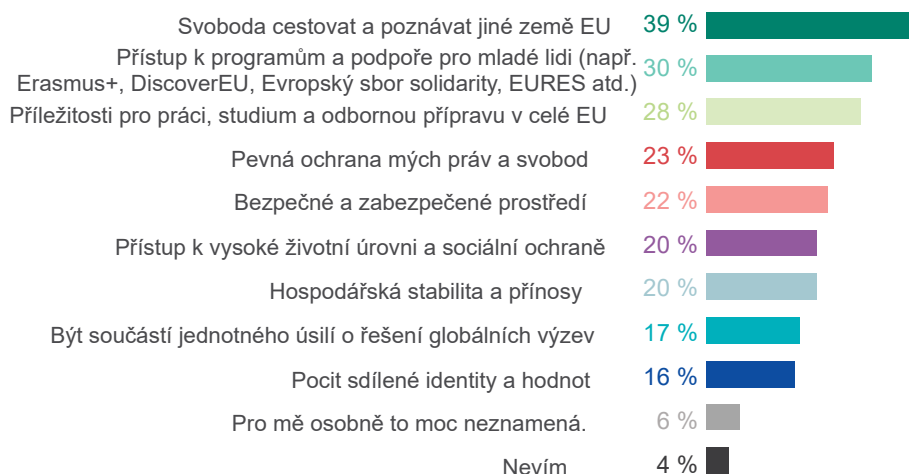 Svoboda cestovat a poznávat jiné země EU 39 %
Přístup k programům a podpoře pro mladé lidi (např.
Erasmus+, DiscoverEU, Evropský sbor solidarity, EURES atd.) 30 %
Příležitosti pro práci, studium a odbornou přípravu v celé EU 28 %
Pevná ochrana mých práv a svobod 23 %
Bezpečné a zabezpečené prostředí 22 %
Přístup k vysoké životní úrovni a sociální ochraně 20 %
Hospodářská stabilita a přínosy 20 %
Být součástí jednotného úsilí o řešení globálních výzev 17 %
Pocit sdílené identity a hodnot 16 %
Pro mě osobně to moc neznamená. 6 %
Nevím 4 %